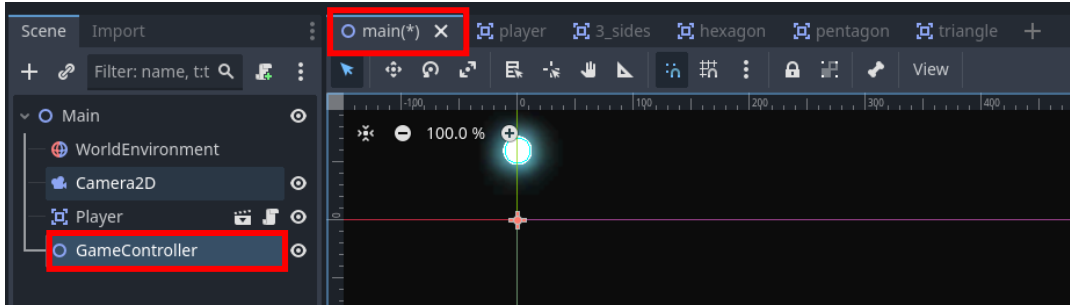 Scene Import
main(*) player 3_sides hexagon pentagon triangle
Filter: name, t:t
View
-100 0 100 200 300 400
Main
100.0 %
WorldEnvironment
Camera2D
Player
0
GameController